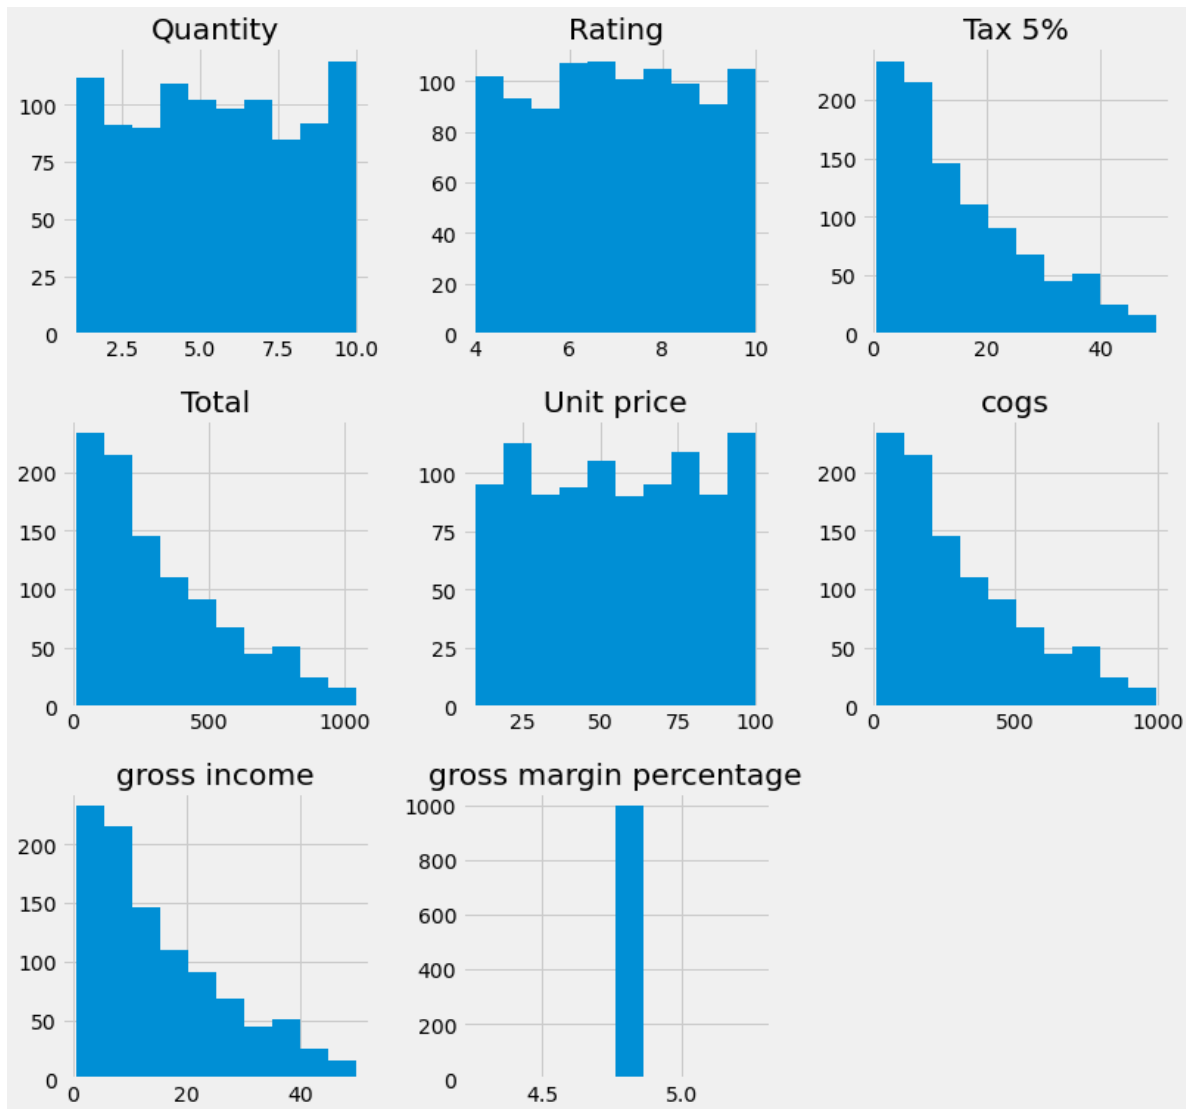 Quantity
Rating
Tax 5%
100
75
50
25
0
2.5 5.0 7.5 10.0
100
80
60
40
20
0
4 6 8 10
200
150
100
50
0
0 20 40
Total
Unit price
cogs
200
150
100
50
0
0 500 1000
100
75
50
25
0
25 50 75 100
200
150
100
50
0
0 500 1000
gross income
gross margin percentage
200
150
100
50
0
0 20 40
1000
800
600
400
200
0
4.5 5.0